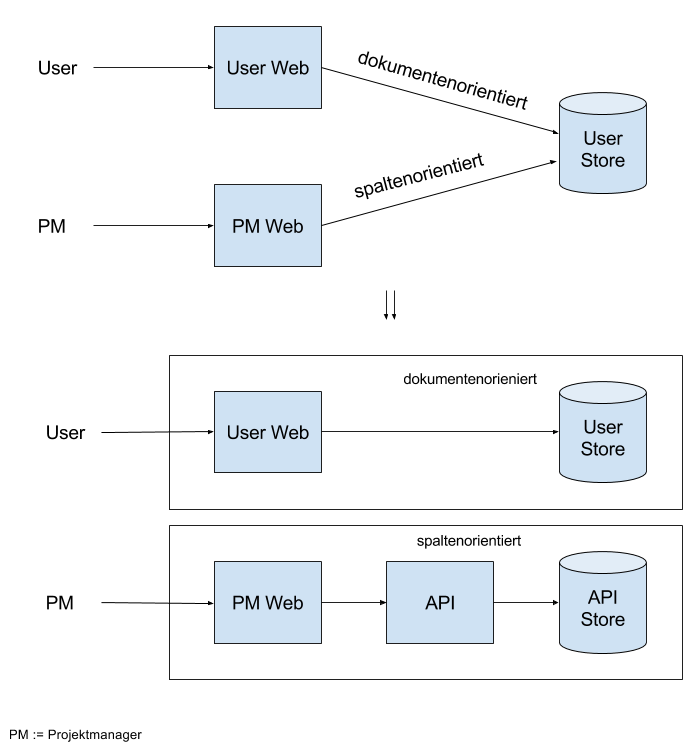 User
User Web
dokumentenorientiert
User
Store
spaltenorientiert
PM
PM Web
dokumentenorieniert
User
User Web
User
Store
spaltenorientiert
PM
PM Web
API
API
Store
PM := Projektmanager